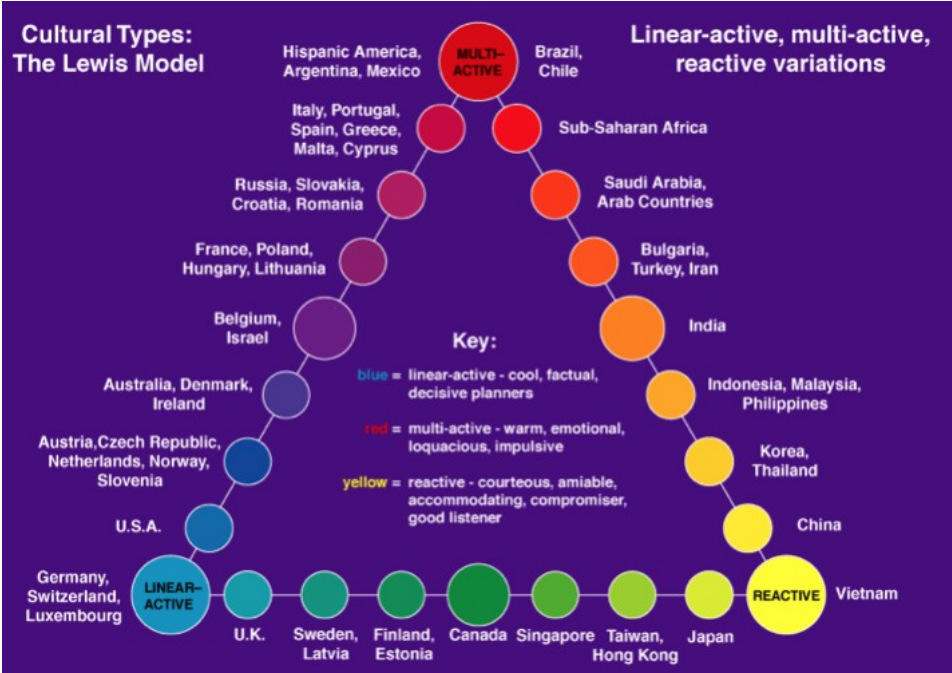 Cultural Types:
The Lewis Model
Linear-active, multi-active,
reactive variations
Hispanic America,
Argentina, Mexico
MULTI–
ACTIVE
Brazil,
Chile
Italy, Portugal,
Spain, Greece,
Malta, Cyprus
Sub-Saharan Africa
Russia, Slovakia,
Croatia, Romania
Saudi Arabia,
Arab Countries
France, Poland,
Hungary, Lithuania
Bulgaria,
Turkey, Iran
Belgium,
Israel
India
Key:
blue = linear-active - cool, factual,
decisive planners
red = multi-active - warm, emotional,
loquacious, impulsive
yellow = reactive - courteous, amiable,
accommodating, compromiser,
good listener
Australia, Denmark,
Ireland
Indonesia, Malaysia,
Philippines
Austria,Czech Republic,
Netherlands, Norway,
Slovenia
Korea,
Thailand
U.S.A.
China
Germany,
Switzerland,
Luxembourg
LINEAR–
ACTIVE
U.K.
Sweden,
Latvia
Finland,
Estonia
Canada
Singapore
Taiwan,
Hong Kong
Japan
REACTIVE
Vietnam